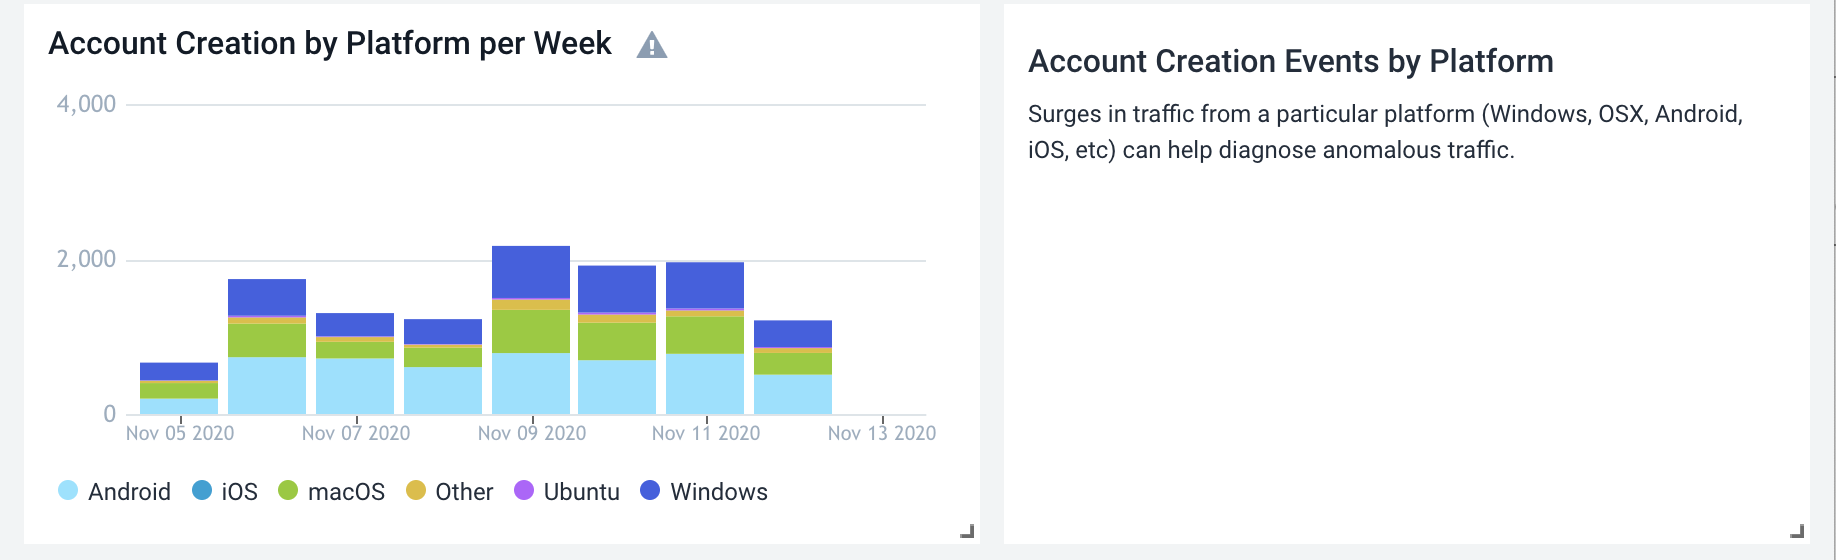 Account Creation by Platform per Week
4,000
2,000
0
Nov 05 2020 Nov 07 2020 Nov 09 2020 Nov 11 2020 Nov 13 2020
Android iOS macOS Other Ubuntu Windows
Account Creation Events by Platform
Surges in traffic from a particular platform (Windows, OSX, Android,
iOS, etc) can help diagnose anomalous traffic.